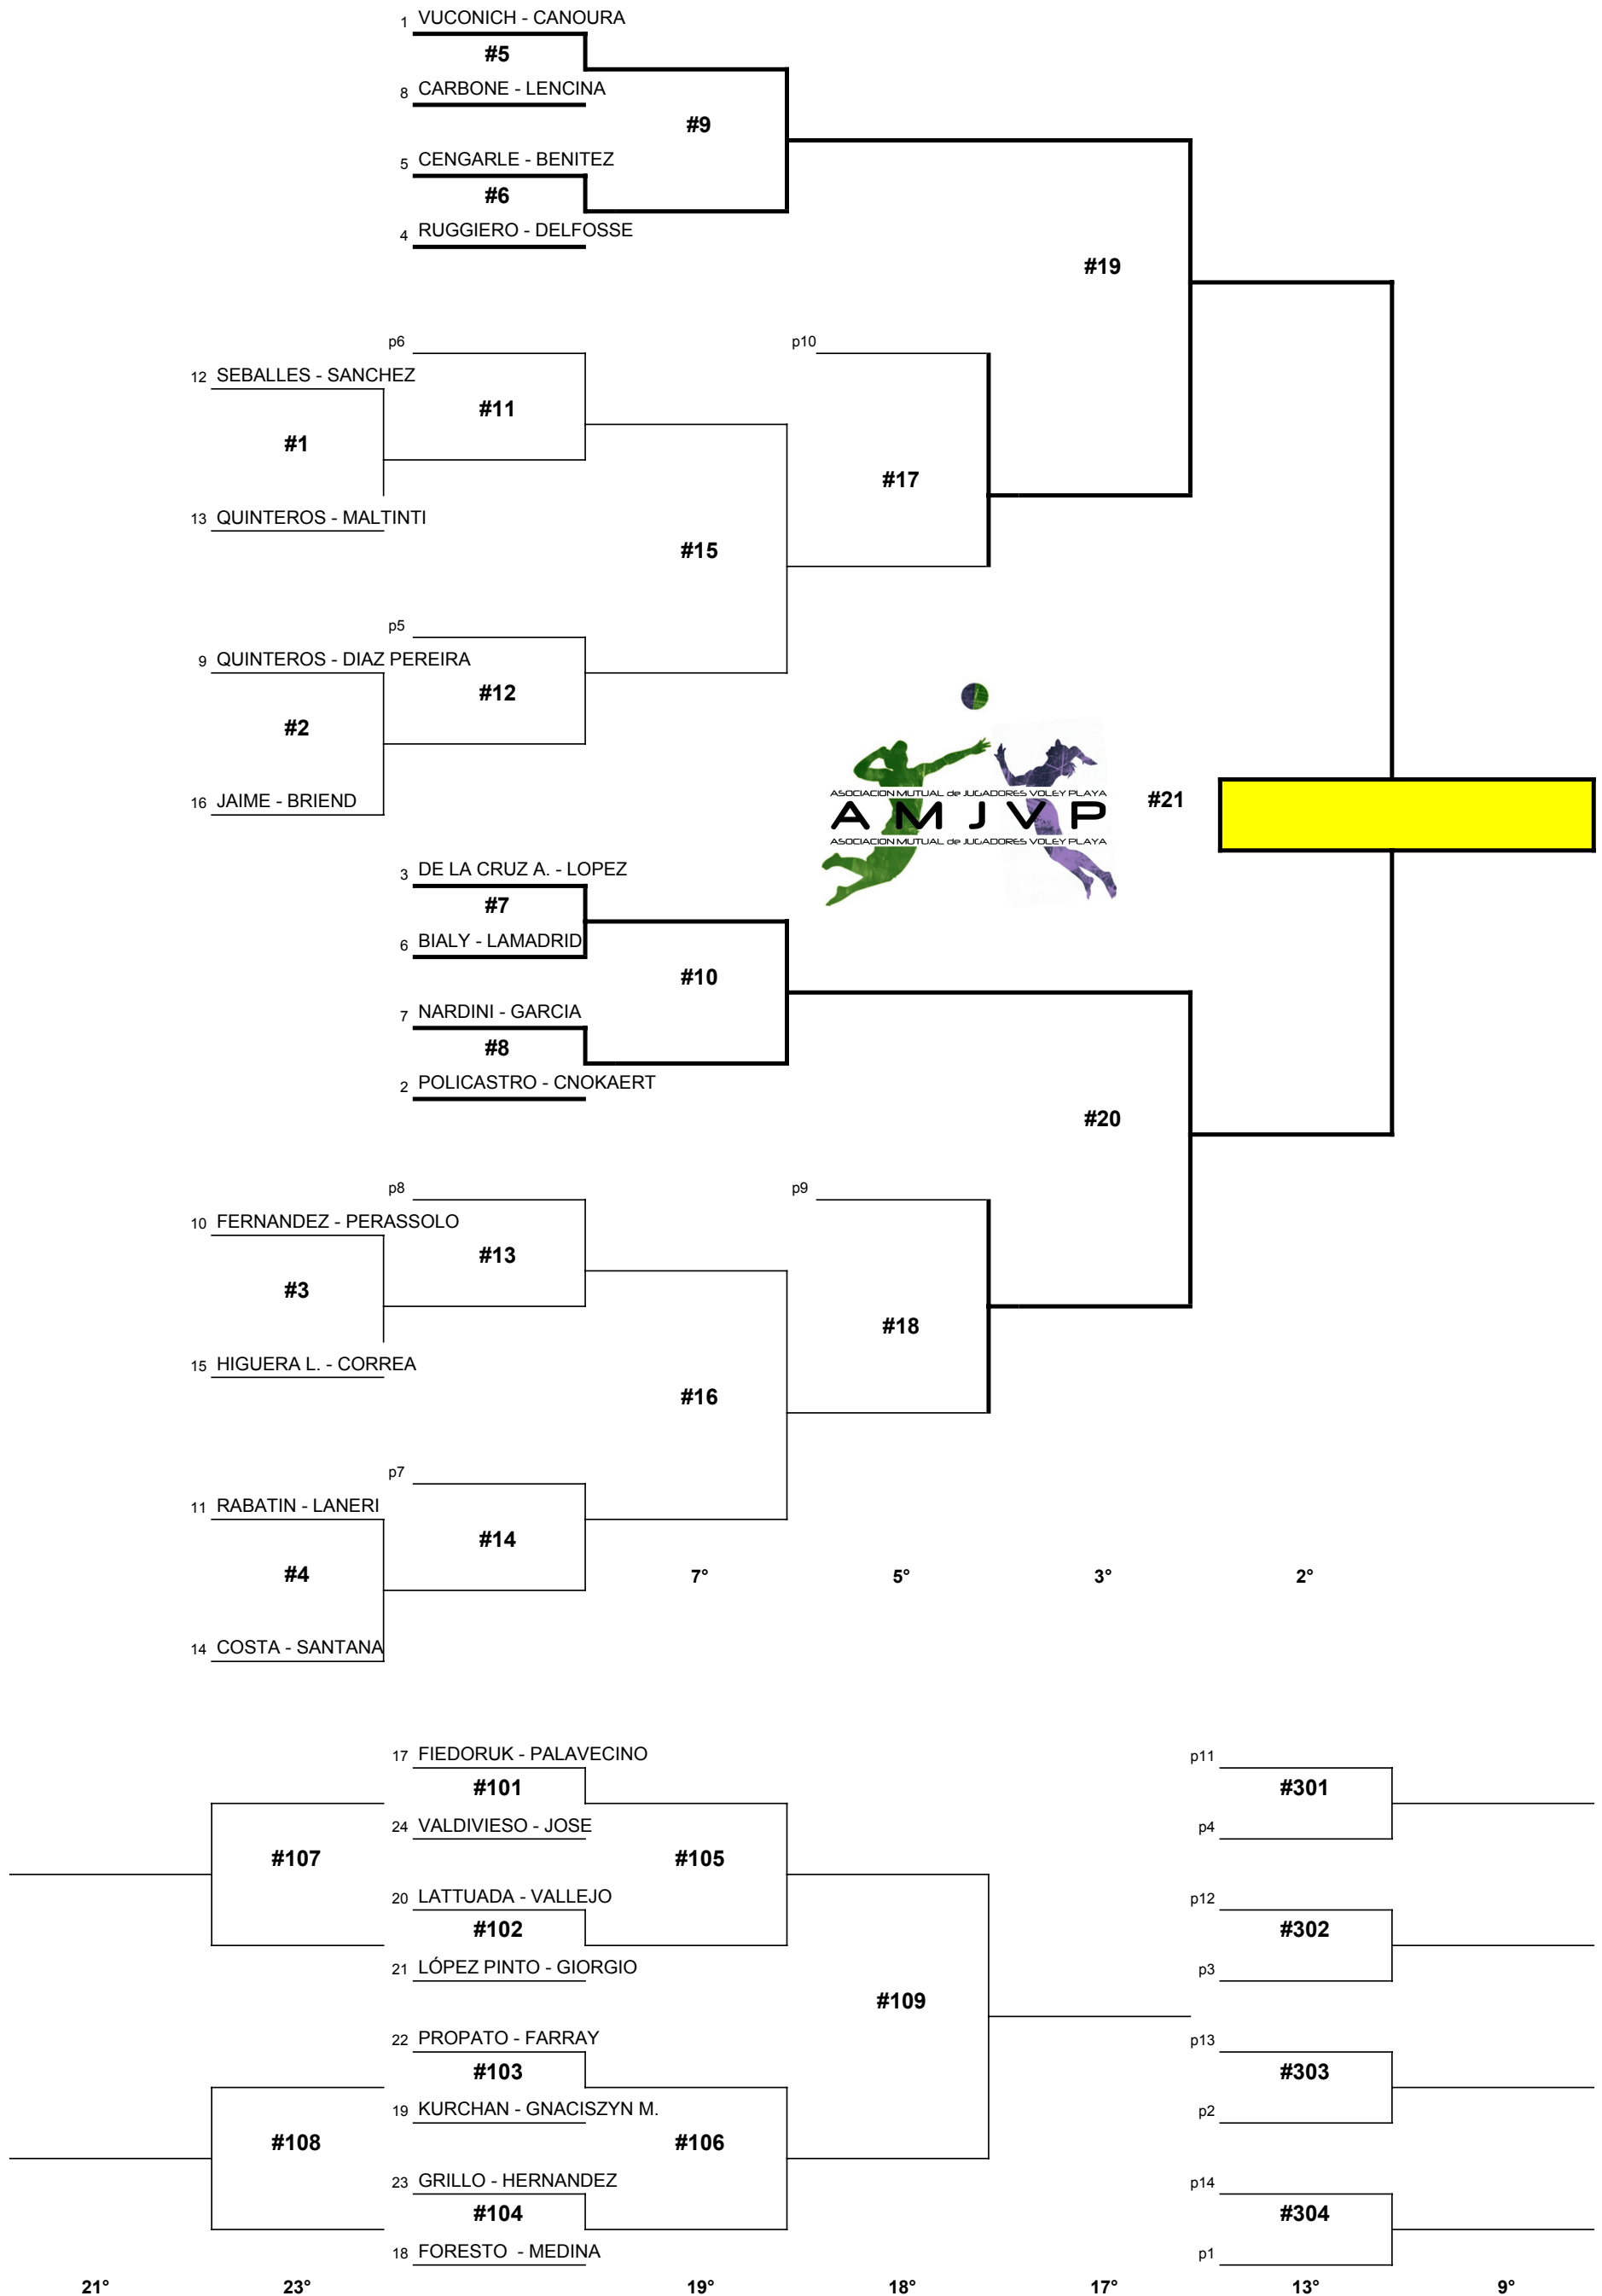 1 VUCONICH - CANOURA
#5
8 CARBONE - LENCINA
#9
5 CENGARLE - BENITEZ
#6
4 RUGGIERO - DELFOSSE
#19
p6
p10
12 SEBALLES - SANCHEZ
#11
#1
#17
13 QUINTEROS - MALTINTI
#15
p5
9 QUINTEROS - DIAZ PEREIRA
#12
#2
ASOCIACION MUTUAL de JUGADORES VOLEY PLAYA
16 JAIME - BRIEND
AMJVP
#21
ASOCIACION MUTUAL de JUGADORES VOLEY PLAYA
3 DE LA CRUZ A. - LOPEZ
#7
6 BIALY - LAMADRID
#10
7 NARDINI - GARCIA
#8
2 POLICASTRO - CNOKAERT
#20
p8
p9
10 FERNANDEZ - PERASSOLO
#13
#3
#18
15 HIGUERA L. - CORREA
#16
p7
11 RABATIN - LANERI
#14
#4
7° 5° 3° 2°
14 COSTA - SANTANA
17 FIEDORUK - PALAVECINO
p11
#101
#301
24 VALDIVIESO - JOSE
p4
#107
#105
20 LATTUADA - VALLEJO
p12
#102
#302
21 LÓPEZ PINTO - GIORGIO
p3
#109
22 PROPATO - FARRAY
p13
#103
#303
19 KURCHAN - GNACISZYN M.
p2
#108
#106
23 GRILLO - HERNANDEZ
p14
#104
#304
18 FORESTO - MEDINA
p1
21° 23° 19° 18° 17° 13° 9°